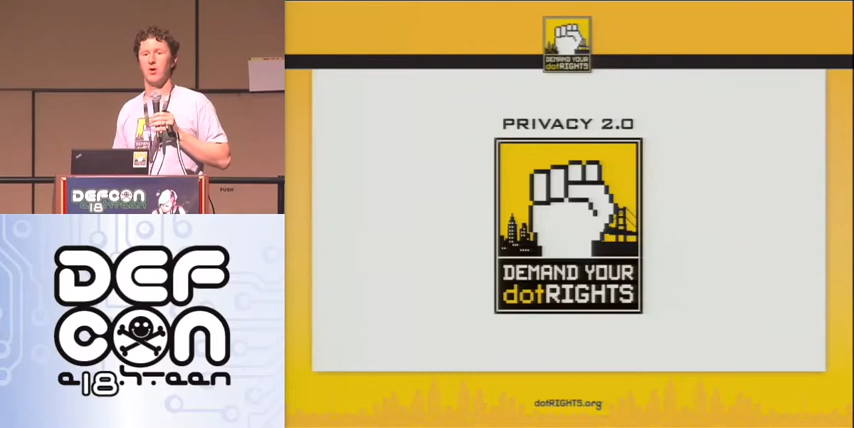 PUSH
DEFCON
18
DEF
CON
e18hteen
DEMAND YOUR
dotRIGHTS
PRIVACY 2.0
DEMAND YOUR
dotRIGHTS
dotRIGHTS.org